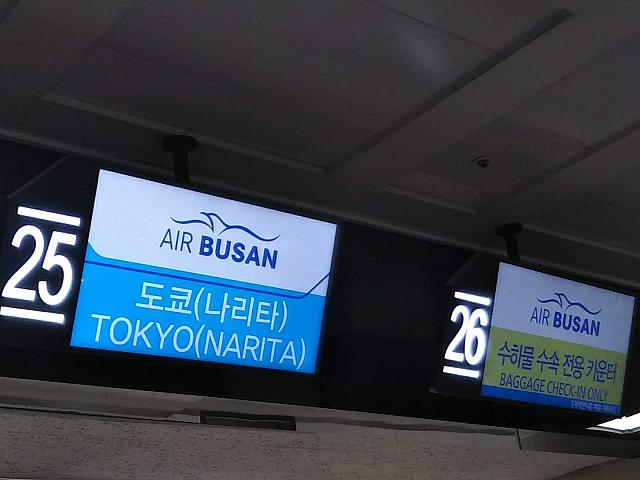 25
AIR BUSAN
도쿄(나리타)
TOKYO(NARITA)
26
AIR BUSAN
수하물 수속 전용 카운터
BAGGAGE CHECK-IN ONLY